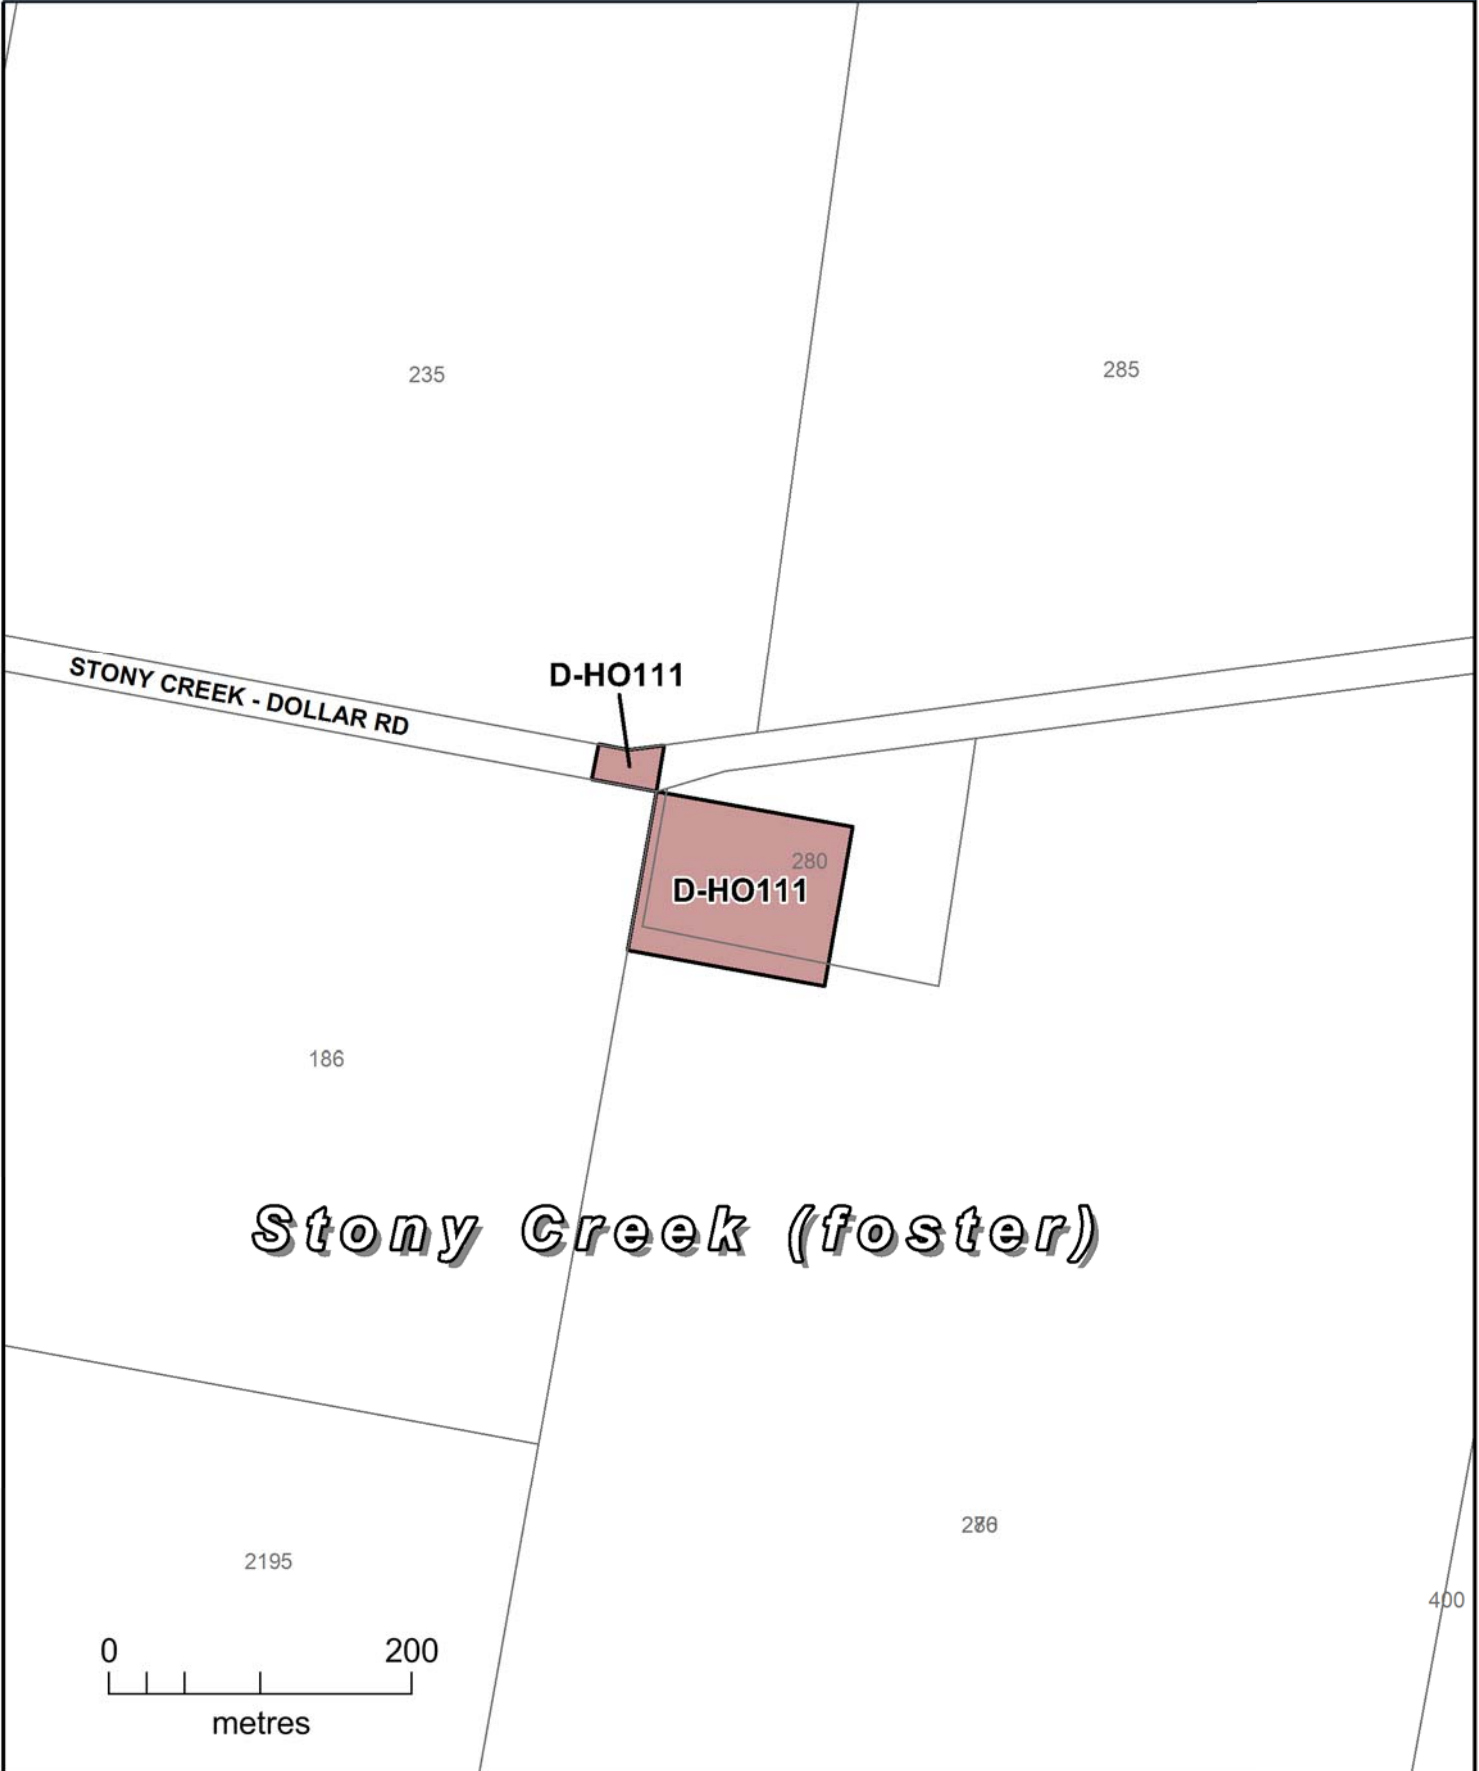 235
285
D-HO111
STONY CREEK - DOLLAR RD
280
D-HO111
186
Stony Creek (foster)
2195
400
0 200
metres